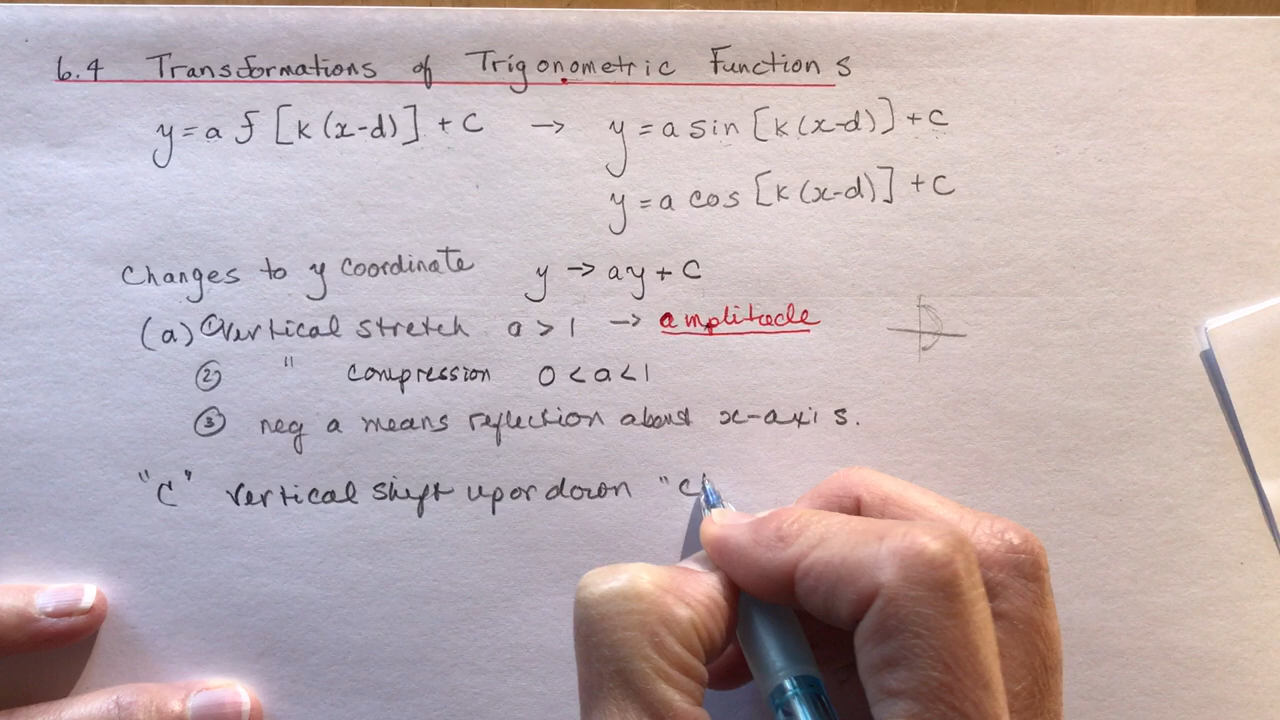 6.4 Transformations of Trigonometric Functions
y = a f [k(x-d)] + C → y = a sin [k(x-d)] + C
y = a cos [k(x-d)] + C
Changes to y coordinate y → ay + C
(a) ① vertical stretch a > 1 → amplitude
② " compression 0 < a < 1
③ neg a means reflection about x-axis.
"C" vertical shift up or down "C